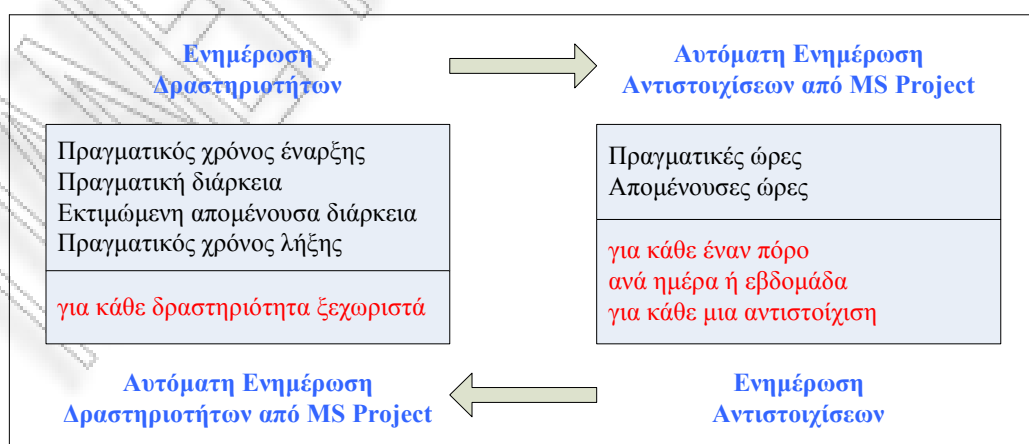 Ενημέρωση
Δραστηριοτήτων
Αυτόματη Ενημέρωση
Αντιστοιχίσεων από MS Project
Πραγματικός χρόνος έναρξης
Πραγματική διάρκεια
Εκτιμώμενη απομένουσα διάρκεια
Πραγματικός χρόνος λήξης
για κάθε δραστηριότητα ξεχωριστά
Πραγματικές ώρες
Απομένουσες ώρες
για κάθε έναν πόρο
ανά ημέρα ή εβδομάδα
για κάθε μια αντιστοίχιση
Αυτόματη Ενημέρωση
Δραστηριοτήτων από MS Project
Ενημέρωση
Αντιστοιχίσεων